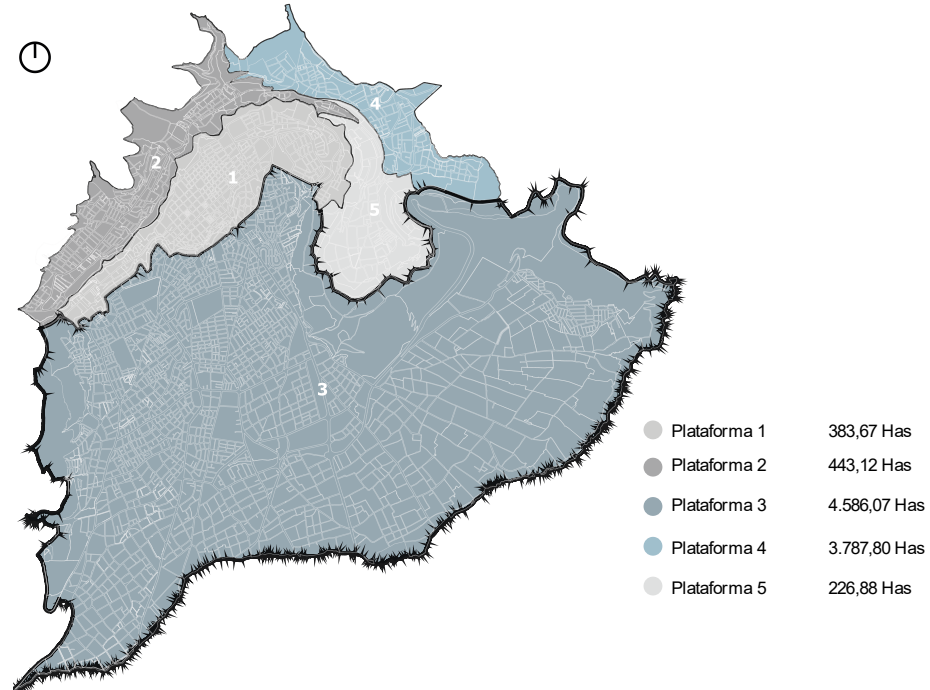 4
2
1
5
3
Plataforma 1 383,67 Has
Plataforma 2 443,12 Has
Plataforma 3 4.586,07 Has
Plataforma 4 3.787,80 Has
Plataforma 5 226,88 Has